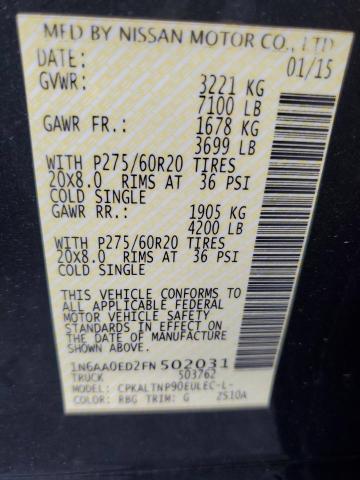 MFD BY NISSAN MOTOR CO., LTD
DATE: 01/15
GVWR: 3221 KG
7100 LB
GAWR FR.: 1678 KG
3699 LB
WITH P275/60R20 TIRES
20X8.0 RIMS AT 36 PSI
COLD SINGLE
GAWR RR.: 1905 KG
4200 LB
WITH P275/60R20 TIRES
20X8.0 RIMS AT 36 PSI
COLD SINGLE
THIS VEHICLE CONFORMS TO
ALL APPLICABLE FEDERAL
MOTOR VEHICLE SAFETY
STANDARDS IN EFFECT ON
THE DATE OF MANUFACTURE
SHOWN ABOVE.
1N6AA0ED2FN502031
TRUCK 503762
MODEL: CPKALTNP90EULEC-L-
COLOR: RBG TRIM: G 2510A